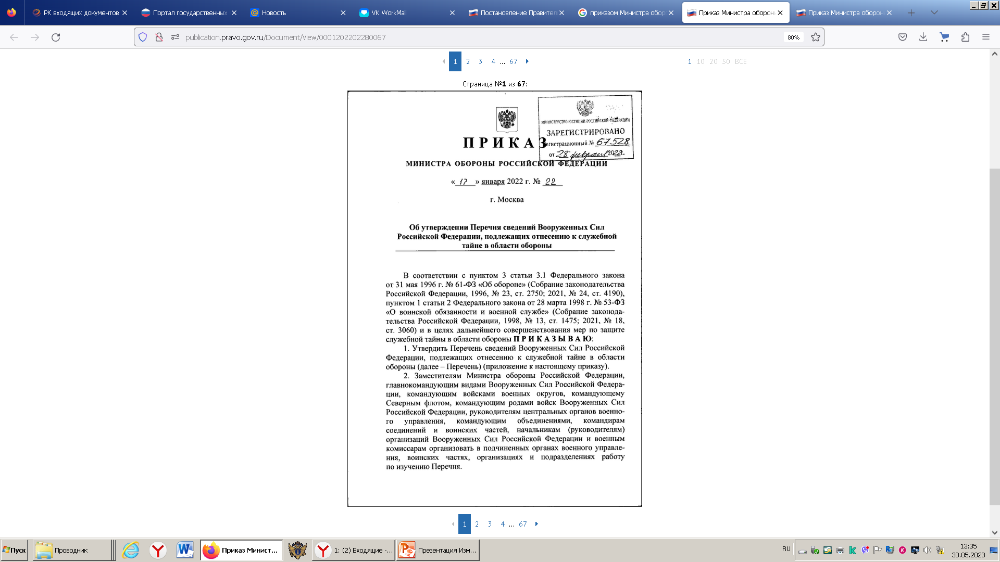 РК входящих документов
Портал государственных
Новость
VK WorkMail
Постановление Правител
приказом Министра обор
Приказ Министра оборон
Приказ Министра оборон
publication.pravo.gov.ru/Document/View/0001202202280067
80%
1 2 3 4 ... 67
1 10 20 50 ВСЕ
Страница №1 из 67:
МИНИСТЕРСТВО ЮСТИЦИИ РОССИЙСКОЙ ФЕДЕРАЦИИ
ЗАРЕГИСТРИРОВАНО
егистрационный № 67528
от "28" февраля 2022.
ПРИКАЗ
МИНИСТРА ОБОРОНЫ РОССИЙСКОЙ ФЕДЕРАЦИИ
«17» января 2022 г. № 22
г. Москва
Об утверждении Перечня сведений Вооруженных Сил
Российской Федерации, подлежащих отнесению к служебной
тайне в области обороны
В соответствии с пунктом 3 статьи 3.1 Федерального закона
от 31 мая 1996 г. № 61-ФЗ «Об обороне» (Собрание законодательства
Российской Федерации, 1996, № 23, ст. 2750; 2021, № 24, ст. 4190),
пунктом 1 статьи 2 Федерального закона от 28 марта 1998 г. № 53-ФЗ
«О воинской обязанности и военной службе» (Собрание законода-
тельства Российской Федерации, 1998, № 13, ст. 1475; 2021, № 18,
ст. 3060) и в целях дальнейшего совершенствования мер по защите
служебной тайны в области обороны П Р И К А З Ы В А Ю:
1. Утвердить Перечень сведений Вооруженных Сил Российской
Федерации, подлежащих отнесению к служебной тайне в области
обороны (далее – Перечень) (приложение к настоящему приказу).
2. Заместителям Министра обороны Российской Федерации,
главнокомандующим видами Вооруженных Сил Российской Федера-
ции, командующим войсками военных округов, командующему
Северным флотом, командующим родами войск Вооруженных Сил
Российской Федерации, руководителям центральных органов военно-
го управления, командующим объединениями, командирам
соединений и воинских частей, начальникам (руководителям)
организаций Вооруженных Сил Российской Федерации и военным
комиссарам организовать в подчиненных органах военного управле-
ния, воинских частях, организациях и подразделениях работу
по изучению Перечня.
1 2 3 4 ... 67
Пуск
Проводник
Приказ Минист...
1: (2) Входящие -...
Презентация Изм...
RU
13:35
30.05.2023